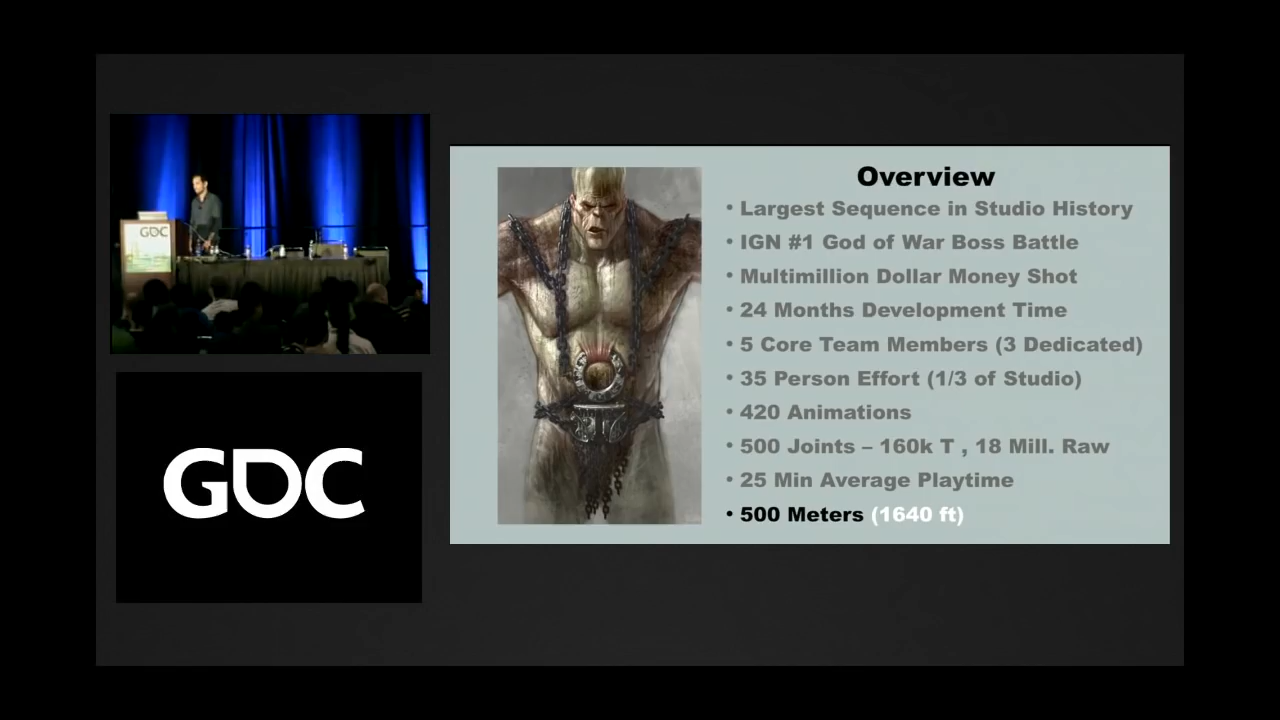 GDC
GDC
Overview
• Largest Sequence in Studio History
• IGN #1 God of War Boss Battle
• Multimillion Dollar Money Shot
• 24 Months Development Time
• 5 Core Team Members (3 Dedicated)
• 35 Person Effort (1/3 of Studio)
• 420 Animations
• 500 Joints – 160k T , 18 Mill. Raw
• 25 Min Average Playtime
• 500 Meters (1640 ft)